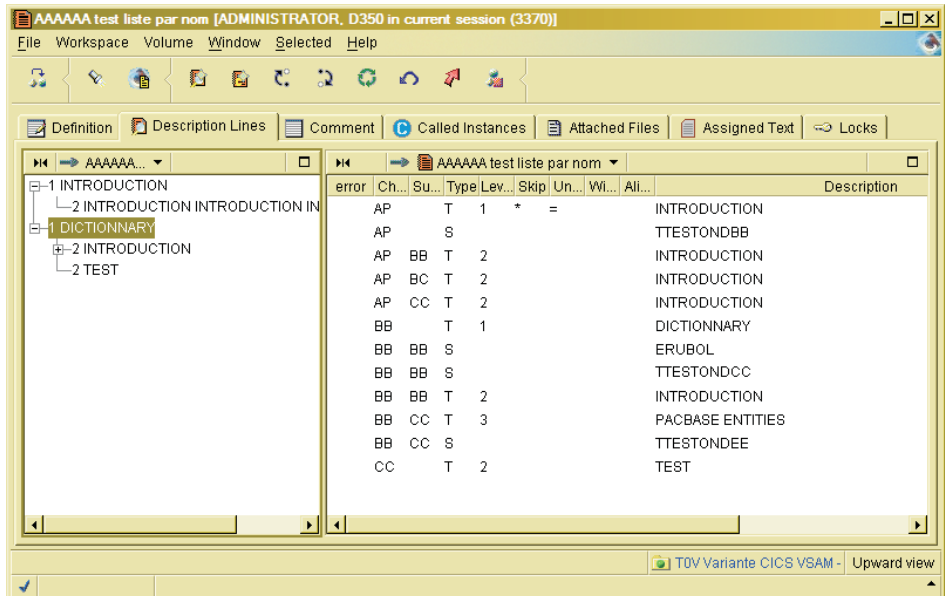 AAAAAA test liste par nom [ADMINISTRATOR, D350 in current session (3370)]
File Workspace Volume Window Selected Help
Definition Description Lines Comment Called Instances Attached Files Assigned Text Locks
AAAAAA...
AAAAAA test liste par nom
1 INTRODUCTION
2 INTRODUCTION INTRODUCTION IN
1 DICTIONNARY
2 INTRODUCTION
2 TEST
error Ch... Su... Type Lev... Skip Un... Wi... Ali... Description
AP T 1 * = INTRODUCTION
AP S TTESTONDBB
AP BB T 2 INTRODUCTION
AP BC T 2 INTRODUCTION
AP CC T 2 INTRODUCTION
BB T 1 DICTIONNARY
BB BB S ERUBOL
BB BB S TTESTONDCC
BB BB T 2 INTRODUCTION
BB CC T 3 PACBASE ENTITIES
BB CC S TTESTONDEE
CC T 2 TEST
T0V Variante CICS VSAM - Upward view